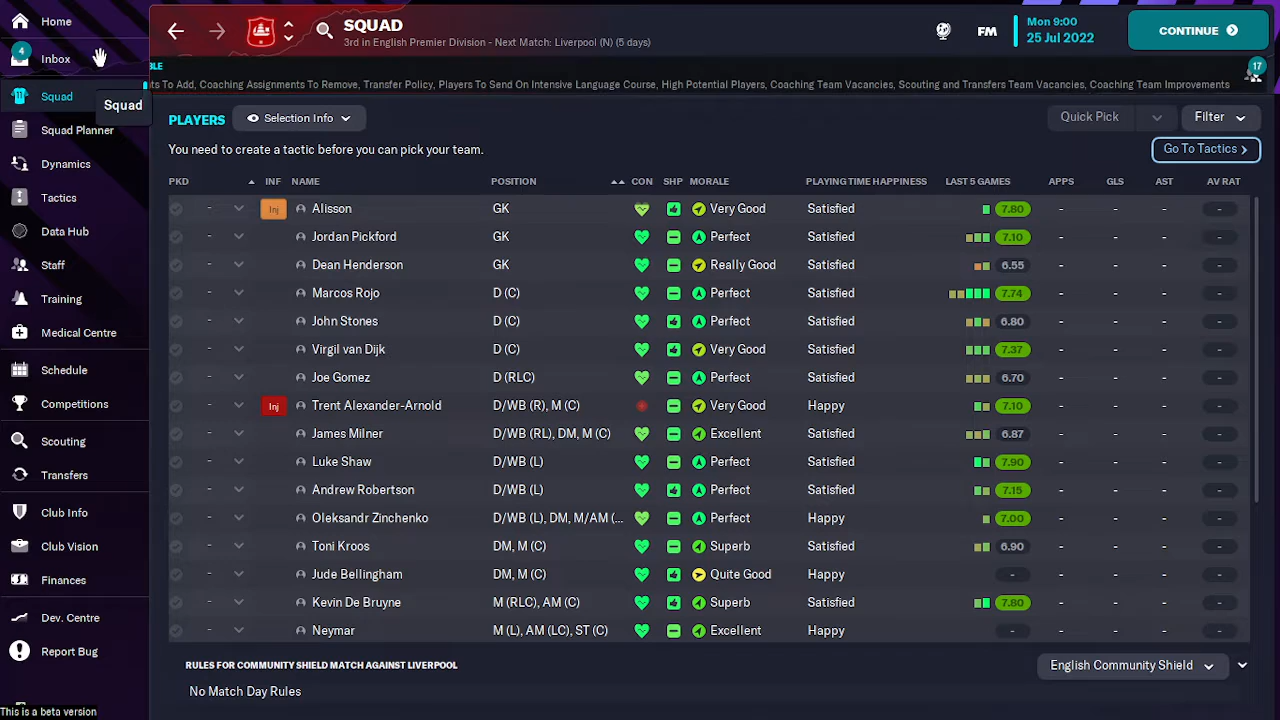 Home
SQUAD
3rd in English Premier Division - Next Match: Liverpool (N) (5 days)
FM
Mon 9:00
25 Jul 2022
CONTINUE
4
Inbox
BLE
17
ts To Add, Coaching Assignments To Remove, Transfer Policy, Players To Send On Intensive Language Course, High Potential Players, Coaching Team Vacancies, Scouting and Transfers Team Vacancies, Coaching Team Improvements
Squad
Squad
Squad Planner
Dynamics
Tactics
Data Hub
Staff
Training
Medical Centre
Schedule
Competitions
Scouting
Transfers
Club Info
Club Vision
Finances
Dev. Centre
Report Bug
This is a beta version
PLAYERS
Selection Info
Quick Pick
Filter
You need to create a tactic before you can pick your team.
Go To Tactics
PKD INF NAME POSITION CON SHP MORALE PLAYING TIME HAPPINESS LAST 5 GAMES APPS GLS AST AV RAT
- Inj Alisson GK Very Good Satisfied 7.80 - - - -
- Jordan Pickford GK Perfect Satisfied 7.10 - - - -
- Dean Henderson GK Really Good Satisfied 6.55 - - - -
- Marcos Rojo D (C) Perfect Satisfied 7.74 - - - -
- John Stones D (C) Perfect Satisfied 6.80 - - - -
- Virgil van Dijk D (C) Very Good Satisfied 7.37 - - - -
- Joe Gomez D (RLC) Perfect Satisfied 6.70 - - - -
- Inj Trent Alexander-Arnold D/WB (R), M (C) Very Good Happy 7.10 - - - -
- James Milner D/WB (RL), DM, M (C) Excellent Satisfied 6.87 - - - -
- Luke Shaw D/WB (L) Perfect Satisfied 7.90 - - - -
- Andrew Robertson D/WB (L) Perfect Satisfied 7.15 - - - -
- Oleksandr Zinchenko D/WB (L), DM, M/AM (... Perfect Happy 7.00 - - - -
- Toni Kroos DM, M (C) Superb Satisfied 6.90 - - - -
- Jude Bellingham DM, M (C) Quite Good Happy - - - - -
- Kevin De Bruyne M (RLC), AM (C) Superb Satisfied 7.80 - - - -
- Neymar M (L), AM (LC), ST (C) Excellent Happy - - - - -
RULES FOR COMMUNITY SHIELD MATCH AGAINST LIVERPOOL
English Community Shield
No Match Day Rules